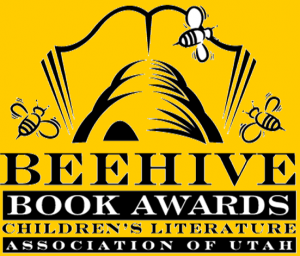 BEEHIVE
BOOK AWARDS
CHILDREN'S LITERATURE
ASSOCIATION OF UTAH